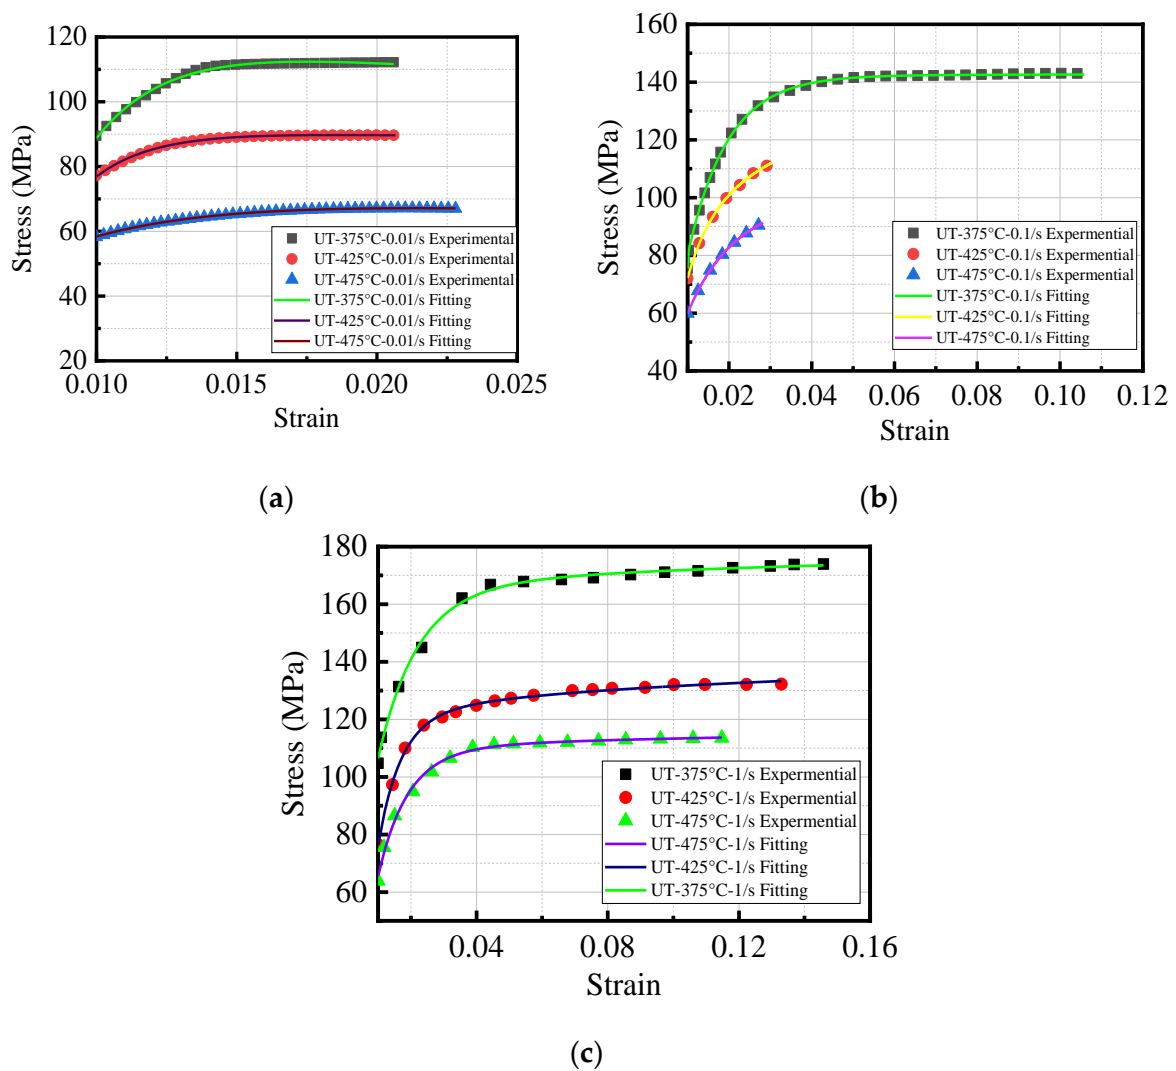 120
100
80
60
40
20
Stress (MPa)
UT-375°C-0.01/s Experimental
UT-425°C-0.01/s Experimental
UT-475°C-0.01/s Experimental
UT-375°C-0.01/s Fitting
UT-425°C-0.01/s Fitting
UT-475°C-0.01/s Fitting
0.010 0.015 0.020 0.025
Strain
(a)
160
140
120
100
80
60
40
Stress (MPa)
UT-375°C-0.1/s Expermental
UT-425°C-0.1/s Expermental
UT-475°C-0.1/s Expermental
UT-375°C-0.1/s Fitting
UT-425°C-0.1/s Fitting
UT-475°C-0.1/s Fitting
0.02 0.04 0.06 0.08 0.10 0.12
Strain
(b)
180
160
140
120
100
80
60
Stress (MPa)
UT-375°C-1/s Expermential
UT-425°C-1/s Expermential
UT-475°C-1/s Expermential
UT-475°C-1/s Fitting
UT-425°C-1/s Fitting
UT-375°C-1/s Fitting
0.04 0.08 0.12 0.16
Strain
(c)